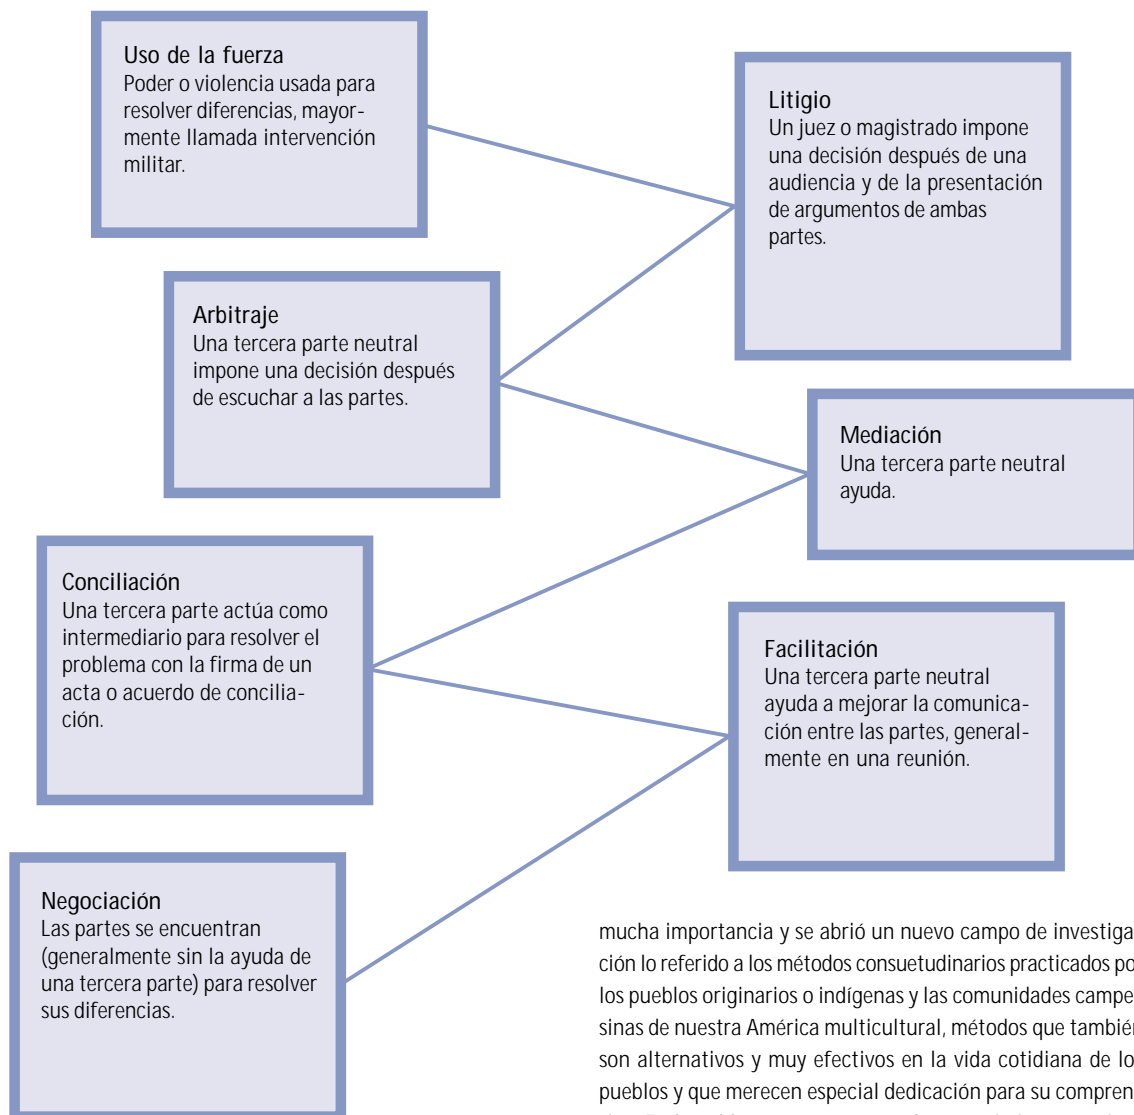 Uso de la fuerza
Poder o violencia usada para
resolver diferencias, mayor-
mente llamada intervención
militar.
Litigio
Un juez o magistrado impone
una decisión después de una
audiencia y de la presentación
de argumentos de ambas
partes.
Arbitraje
Una tercera parte neutral
impone una decisión después
de escuchar a las partes.
Mediación
Una tercera parte neutral
ayuda.
Conciliación
Una tercera parte actúa como
intermediario para resolver el
problema con la firma de un
acta o acuerdo de concilia-
ción.
Facilitación
Una tercera parte neutral
ayuda a mejorar la comunica-
ción entre las partes, general-
mente en una reunión.
Negociación
Las partes se encuentran
(generalmente sin la ayuda de
una tercera parte) para resolver
sus diferencias.
mucha importancia y se abrió un nuevo campo de investiga
ción lo referido a los métodos consuetudinarios practicados po
los pueblos originarios o indígenas y las comunidades campe
sinas de nuestra América multicultural, métodos que también
son alternativos y muy efectivos en la vida cotidiana de lo
pueblos y que merecen especial dedicación para su compren